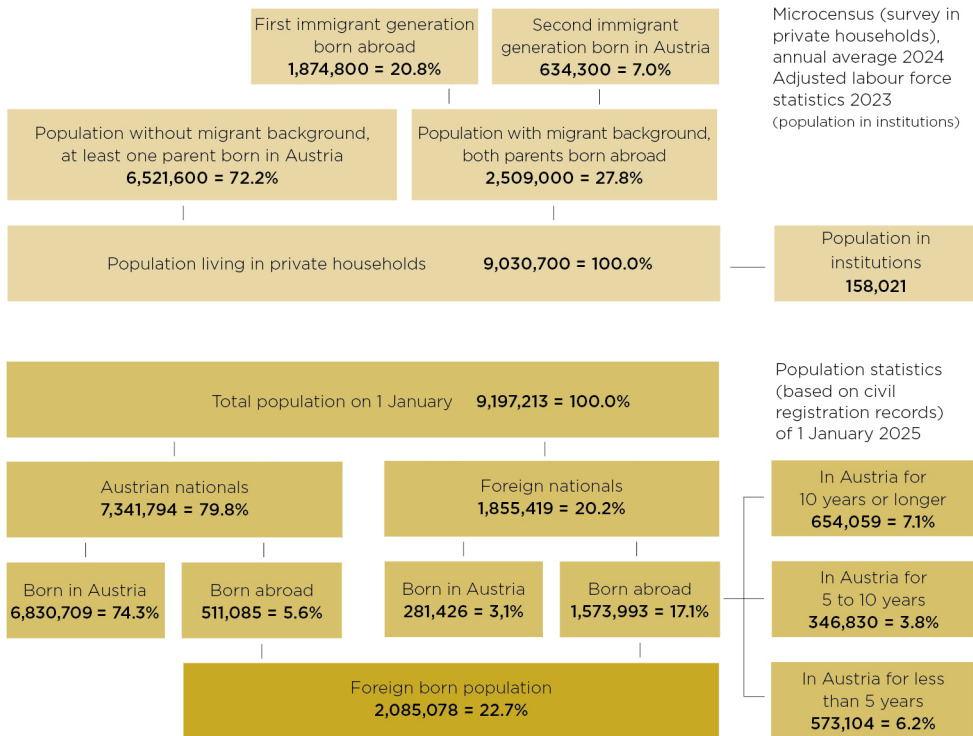 First immigrant generation
born abroad
1,874,800 = 20.8%
Second immigrant
generation born in Austria
634,300 = 7.0%
Microcensus (survey in
private households),
annual average 2024
Adjusted labour force
statistics 2023
(population in institutions)
Population without migrant background,
at least one parent born in Austria
6,521,600 = 72.2%
Population with migrant background,
both parents born abroad
2,509,000 = 27.8%
Population living in private households 9,030,700 = 100.0%
Population in
institutions
158,021
Total population on 1 January 9,197,213 = 100.0%
Population statistics
(based on civil
registration records)
of 1 January 2025
Austrian nationals
7,341,794 = 79.8%
Foreign nationals
1,855,419 = 20.2%
In Austria for
10 years or longer
654,059 = 7.1%
Born in Austria
6,830,709 = 74.3%
Born abroad
511,085 = 5.6%
Born in Austria
281,426 = 3,1%
Born abroad
1,573,993 = 17.1%
In Austria for
5 to 10 years
346,830 = 3.8%
Foreign born population
2,085,078 = 22.7%
In Austria for less
than 5 years
573,104 = 6.2%